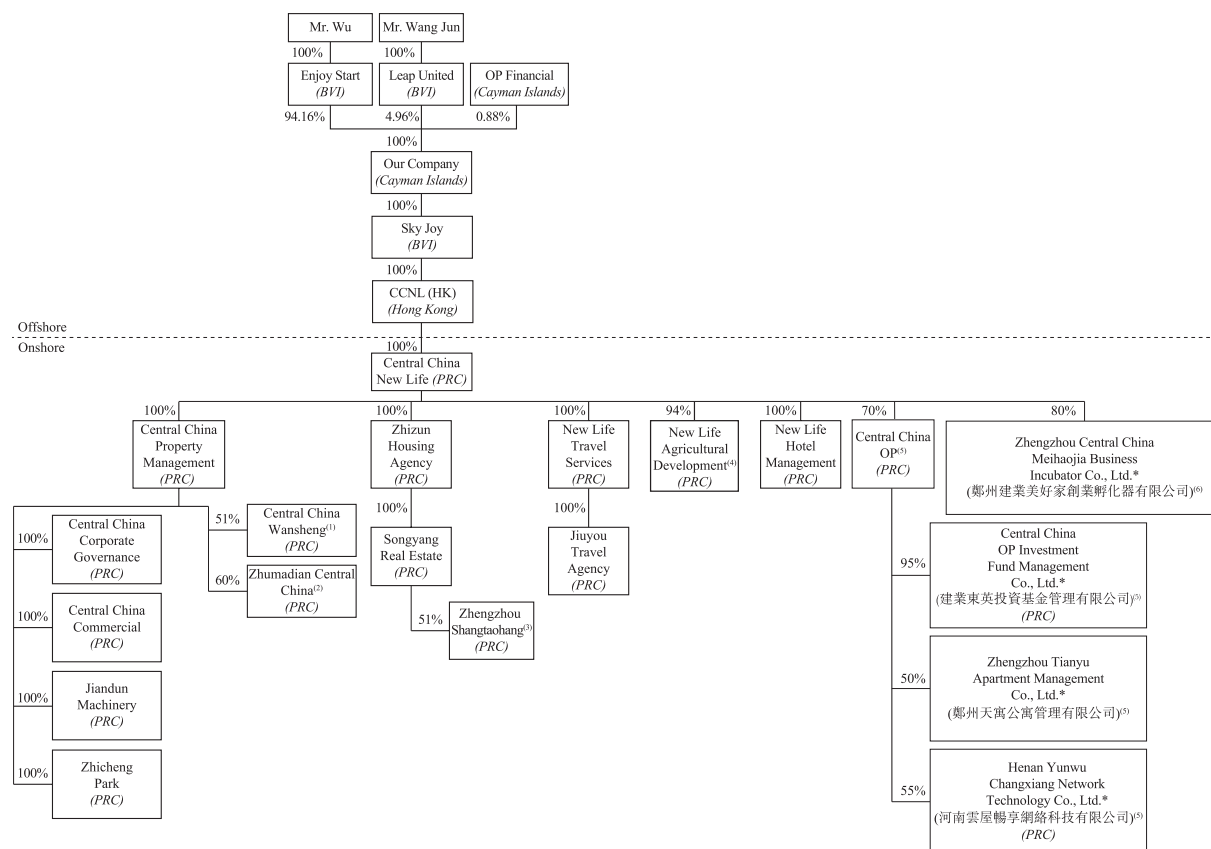 Mr. Wu
Mr. Wang Jun
100%
100%
Enjoy Start
(BVI)
Leap United
(BVI)
OP Financial
(Cayman Islands)
94.16%
4.96%
0.88%
100%
Our Company
(Cayman Islands)
100%
Sky Joy
(BVI)
100%
CCNL (HK)
(Hong Kong)
Offshore
Onshore
100%
Central China
New Life (PRC)
100%
100%
100%
94%
100%
70%
80%
Central China
Property
Management
(PRC)
Zhizun
Housing
Agency
(PRC)
New Life
Travel
Services
(PRC)
New Life
Agricultural
Development(4)
(PRC)
New Life
Hotel
Management
(PRC)
Central China
OP(5)
(PRC)
Zhengzhou Central China
Meihaojia Business
Incubator Co., Ltd.*
(鄭州建業美好家創業孵化器有限公司)(6)
100%
Central China
Corporate
Governance
(PRC)
51%
Central China
Wansheng(1)
(PRC)
60%
Zhumadian Central
China(2)
(PRC)
100%
Central China
Commercial
(PRC)
100%
Jiandun
Machinery
(PRC)
100%
Zhicheng
Park
(PRC)
100%
Songyang
Real Estate
(PRC)
51%
Zhengzhou
Shangtaohang(3)
(PRC)
100%
Jiuyou
Travel
Agency
(PRC)
95%
Central China
OP Investment
Fund Management
Co., Ltd.*
(建業東英投資基金管理有限公司)(3)
(PRC)
50%
Zhengzhou Tianyu
Apartment Management
Co., Ltd.*
(鄭州天寓公寓管理有限公司)(5)
55%
Henan Yunwu
Changxiang Network
Technology Co., Ltd.*
(河南雲屋暢享網絡科技有限公司)(5)
(PRC)